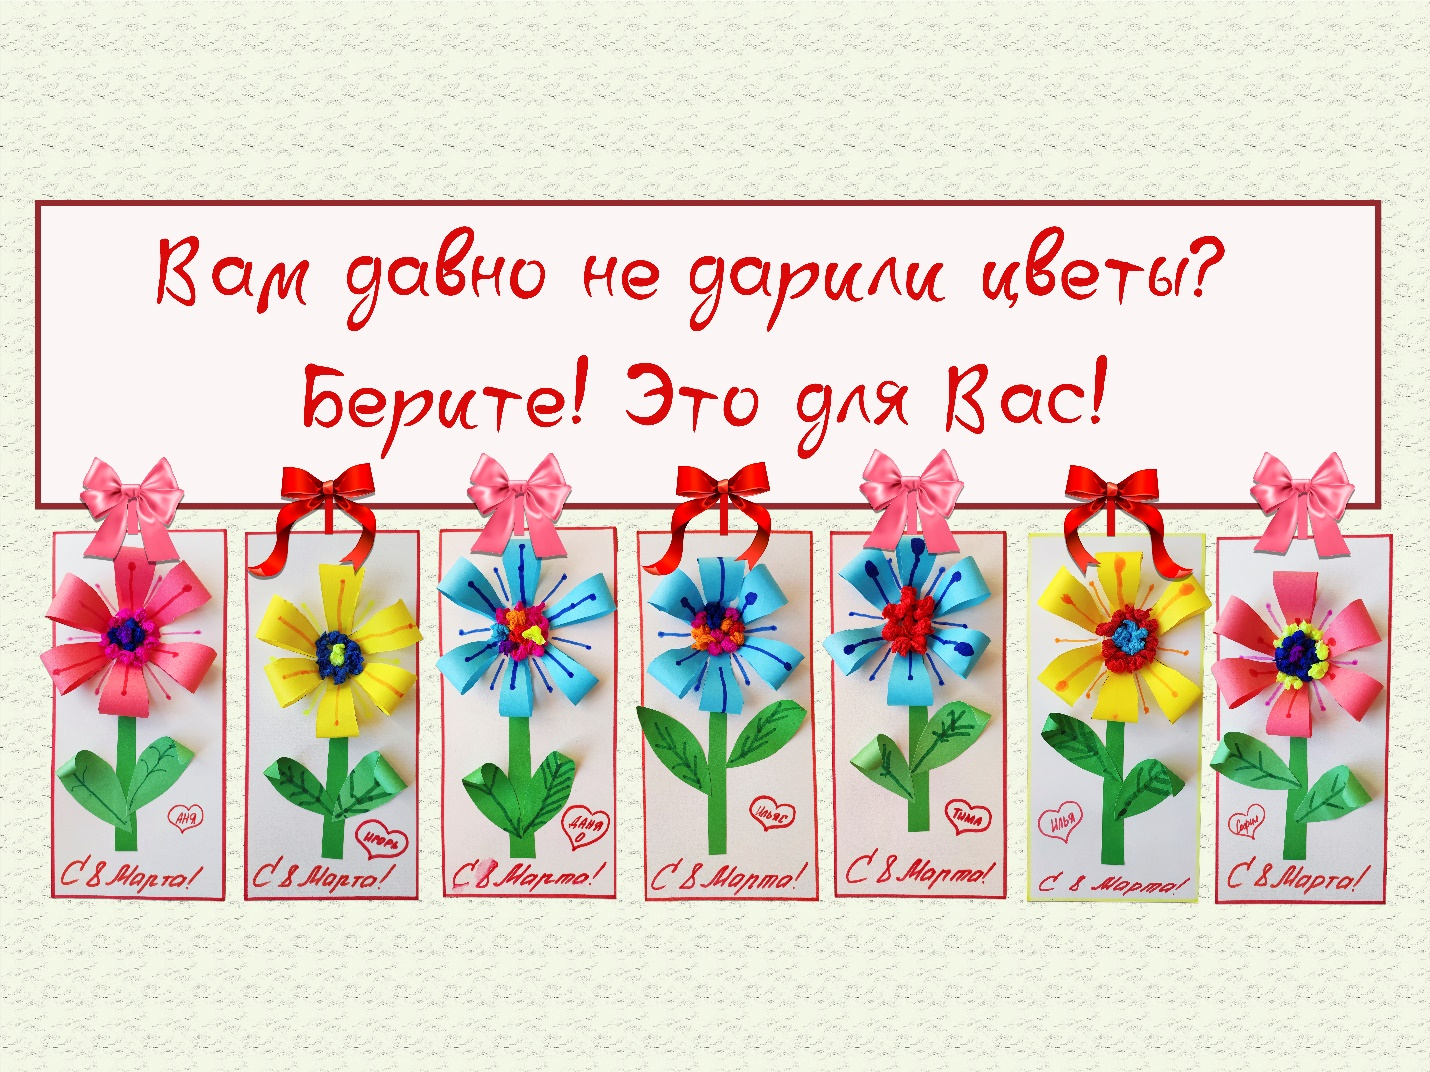 Вам давно не дарили цветы?
Берите! Это для Вас!
АНЯ
С 8 Марта!
ИГОРЬ
С 8 Марта!
ДАНЯ
О
С 8 Марта!
ИЛЬЯС
С 8 Марта!
ТИМА
С 8 Марта!
ИЛЬЯ
С 8 Марта!
С 8 Марта!